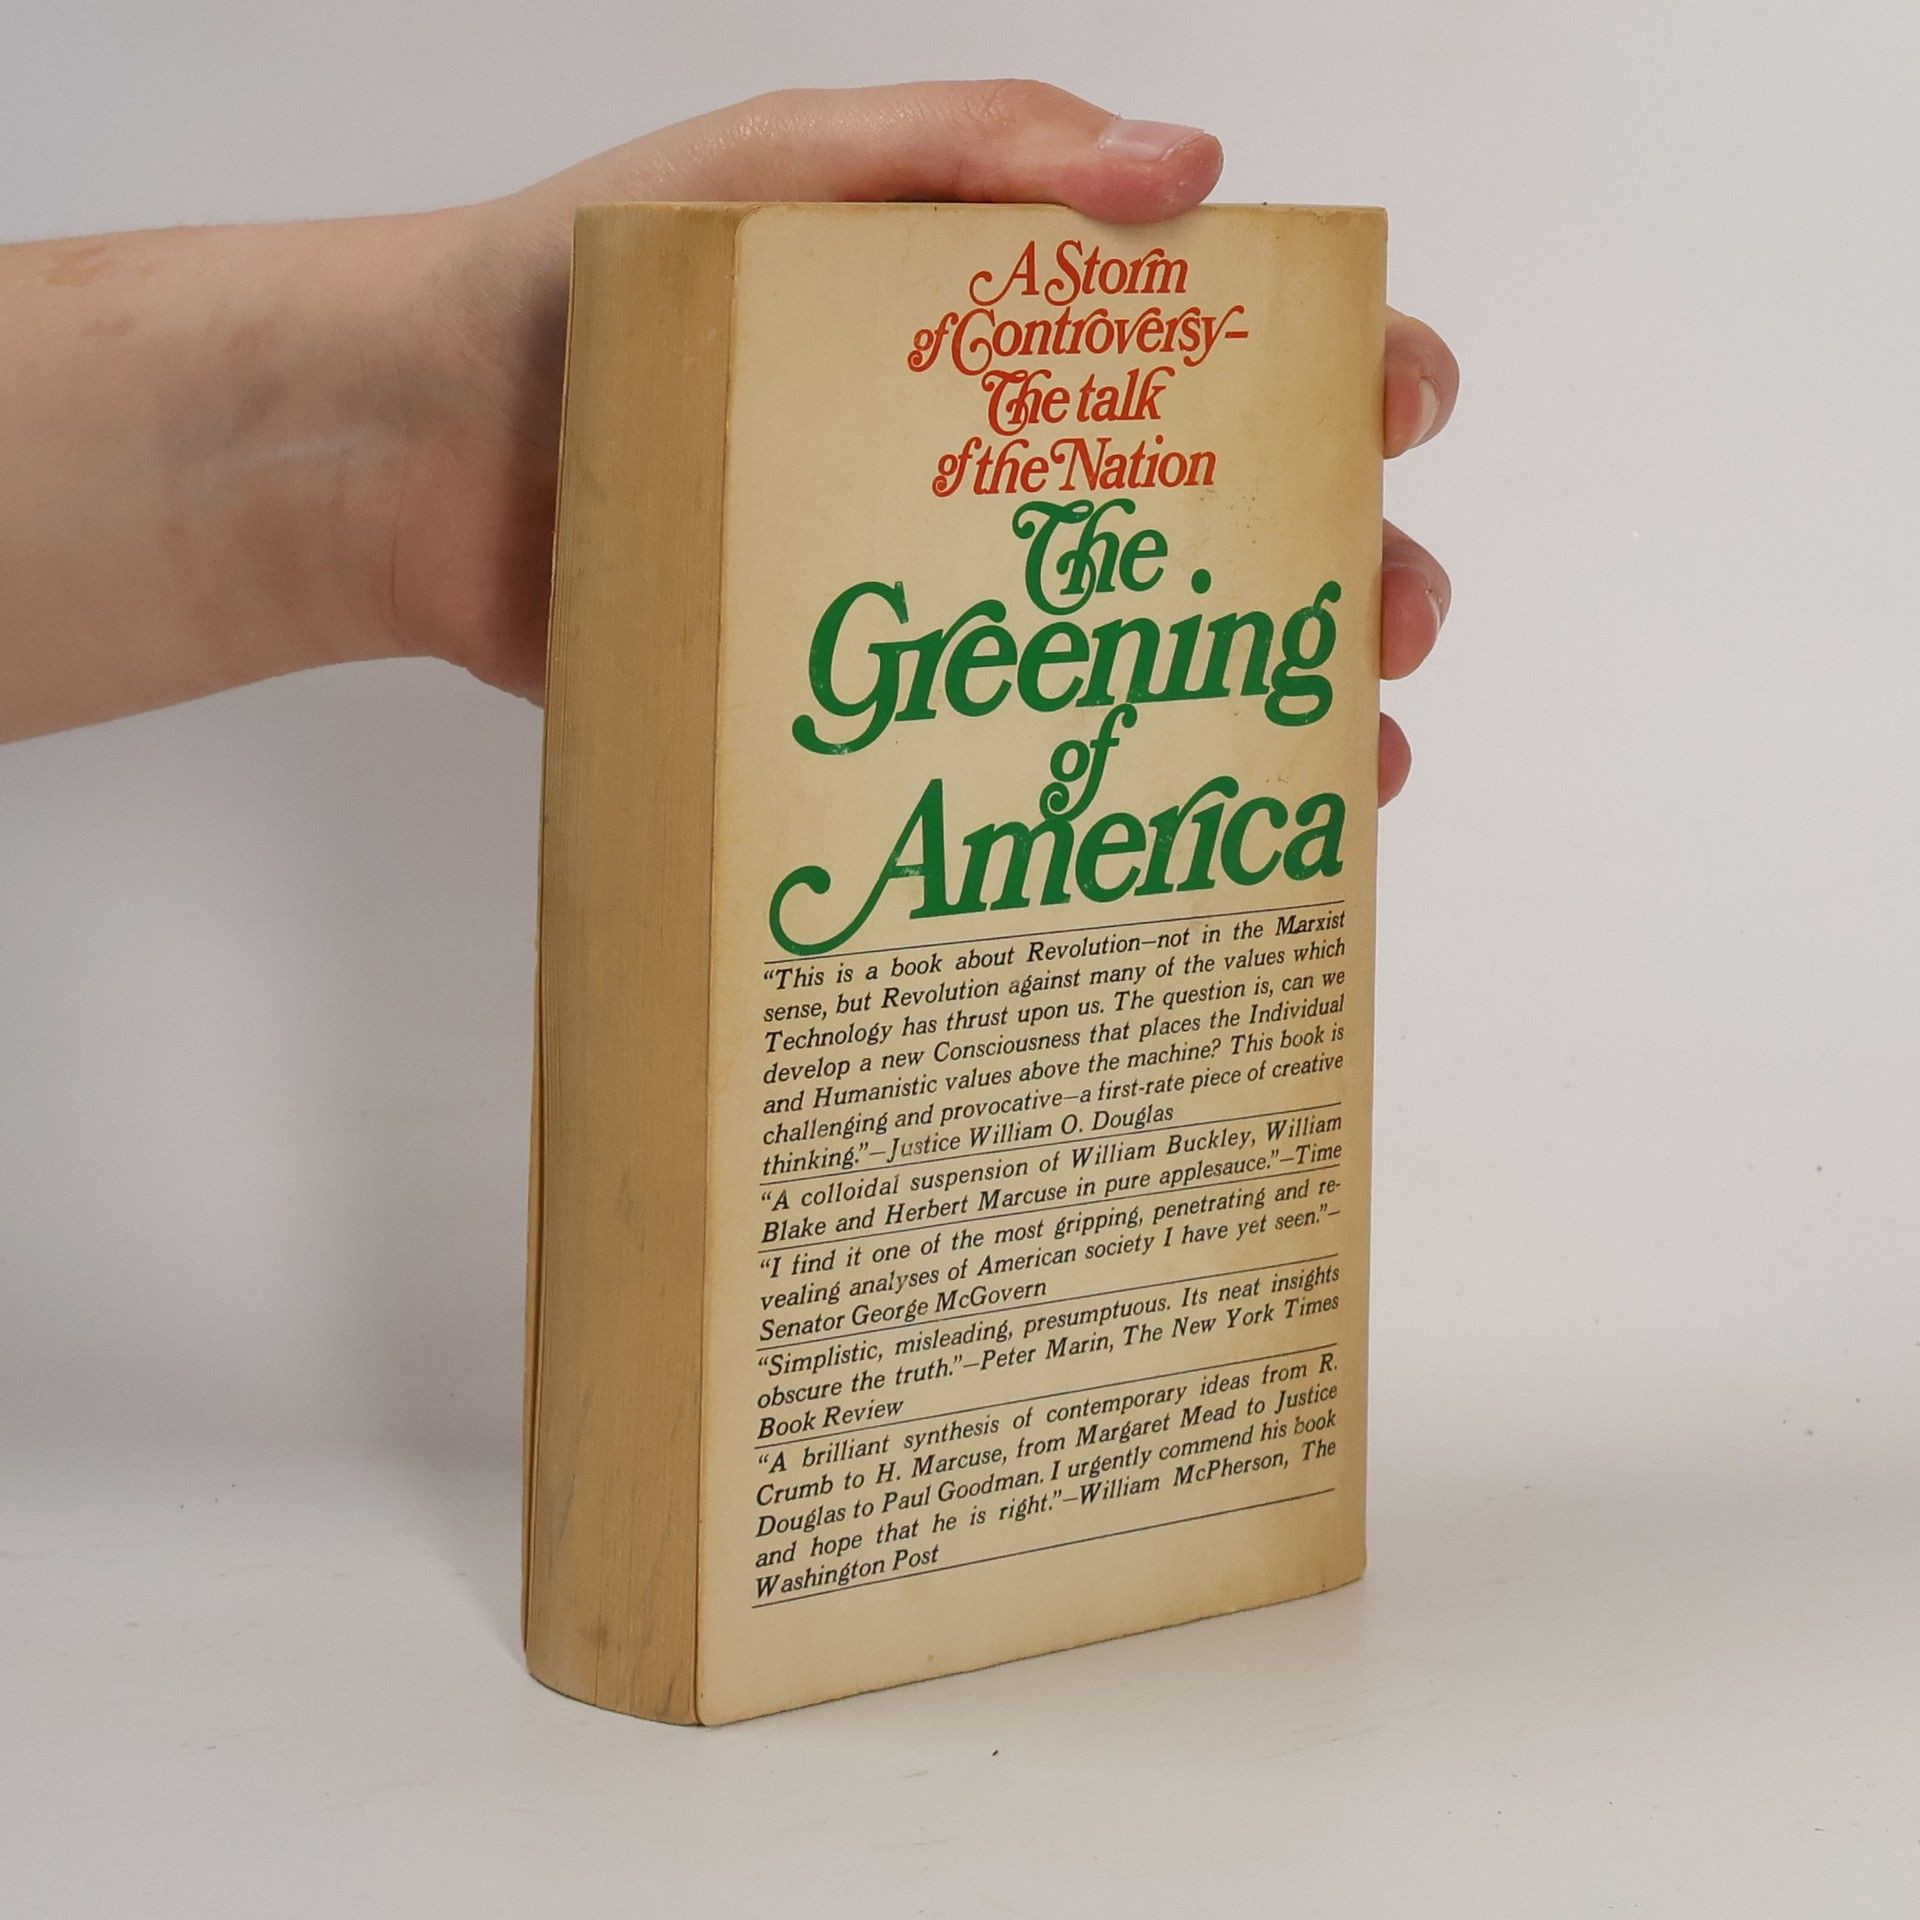 A Storm
of Controversy–
The talk
of the Nation
The
Greening
of
America
“This is a book about Revolution—not in the Marxist
sense, but Revolution against many of the values which
Technology has thrust upon us. The question is, can we
develop a new Consciousness that places the Individual
and Humanistic values above the machine? This book is
challenging and provocative—a first-rate piece of creative
thinking.”—Justice William O. Douglas
“A colloidal suspension of William Buckley, William
Blake and Herbert Marcuse in pure applesauce.”—Time
“I find it one of the most gripping, penetrating and re-
vealing analyses of American society I have yet seen.”—
Senator George McGovern
“Simplistic, misleading, presumptuous. Its neat insights
obscure the truth.”—Peter Marin, The New York Times
Book Review
“A brilliant synthesis of contemporary ideas from R.
Crumb to H. Marcuse, from Margaret Mead to Justice
Douglas to Paul Goodman. I urgently commend his book
and hope that he is right.”—William McPherson, The
Washington Post